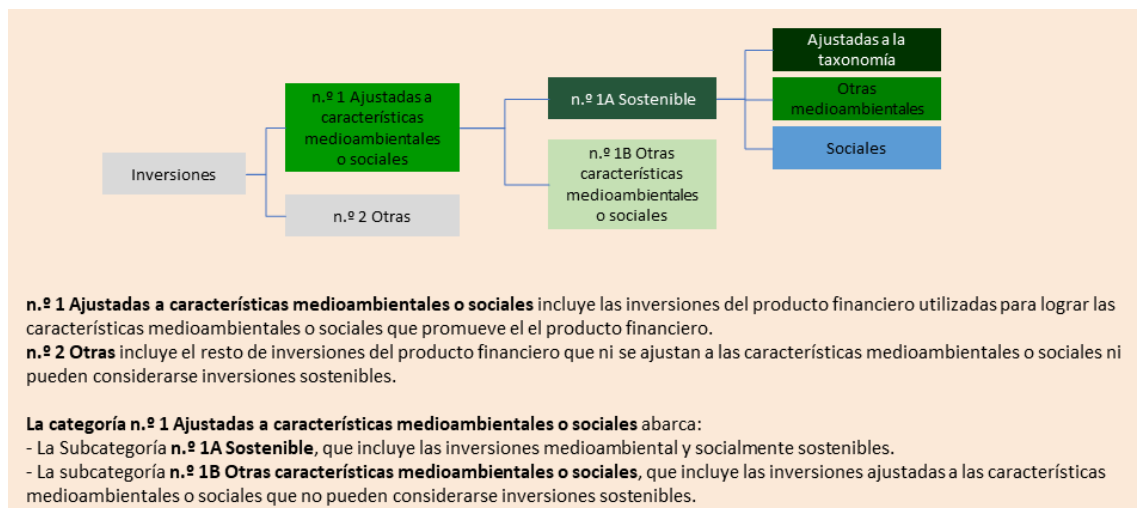 Ajustadas a la
taxonomía
Otras
medioambientales
Sociales
n.º 1A Sostenible
n.º 1B Otras
características
medioambientales
o sociales
n.º 1 Ajustadas a
características
medioambientales
o sociales
n.º 2 Otras
Inversiones
n.º 1 Ajustadas a características medioambientales o sociales incluye las inversiones del producto financiero utilizadas para lograr las
características medioambientales o sociales que promueve el el producto financiero.
n.º 2 Otras incluye el resto de inversiones del producto financiero que ni se ajustan a las características medioambientales o sociales ni
pueden considerarse inversiones sostenibles.
La categoría n.º 1 Ajustadas a características medioambientales o sociales abarca:
- La Subcategoría n.º 1A Sostenible, que incluye las inversiones medioambiental y socialmente sostenibles.
- La subcategoría n.º 1B Otras características medioambientales o sociales, que incluye las inversiones ajustadas a las características
medioambientales o sociales que no pueden considerarse inversiones sostenibles.